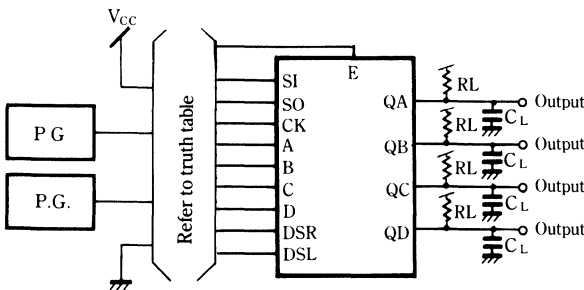 VCC
PG
P.G.
Refer to truth table
E
SI
SO
CK
A
B
C
D
DSR
DSL
QA
QB
QC
QD
RL
CL
Output
RL
CL
Output
RL
CL
Output
RL
CL
Output